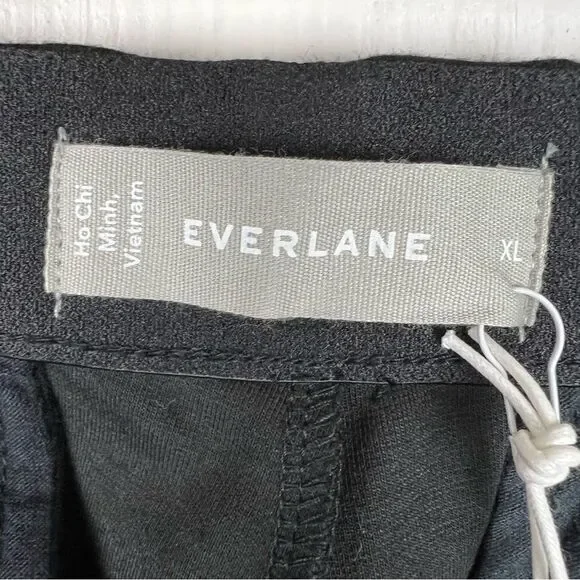 Ho Chi
Minh,
Vietnam
EVERLANE
XL